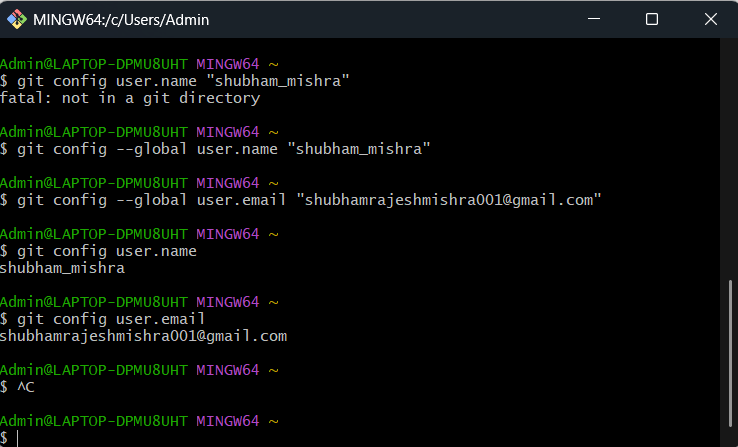 MINGW64:/c/Users/Admin
Admin@LAPTOP-DPMU8UHT MINGW64 ~
$ git config user.name "shubham_mishra"
fatal: not in a git directory
Admin@LAPTOP-DPMU8UHT MINGW64 ~
$ git config --global user.name "shubham_mishra"
Admin@LAPTOP-DPMU8UHT MINGW64 ~
$ git config --global user.email "shubhamrajeshmishra001@gmail.com"
Admin@LAPTOP-DPMU8UHT MINGW64 ~
$ git config user.name
shubham_mishra
Admin@LAPTOP-DPMU8UHT MINGW64 ~
$ git config user.email
shubhamrajeshmishra001@gmail.com
Admin@LAPTOP-DPMU8UHT MINGW64 ~
$ ^C
Admin@LAPTOP-DPMU8UHT MINGW64 ~
$